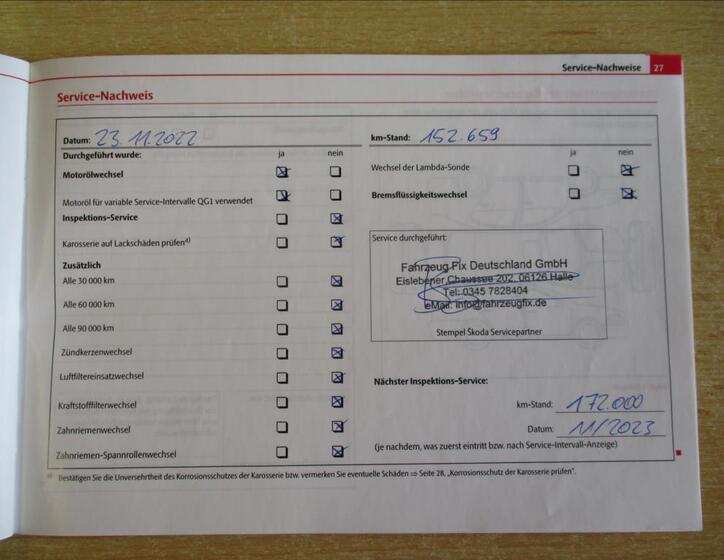 Service-Nachweise 27
Service-Nachweis
Datum: 23.11.2022
km-Stand: 152.659
Durchgeführt wurde: ja nein
ja nein
Motorölwechsel
Wechsel der Lambda-Sonde
Motoröl für variable Service-Intervalle QG1 verwendet
Bremsflüssigkeitswechsel
Inspektions-Service
Karosserie auf Lackschäden prüfen a)
Zusätzlich
Alle 30 000 km
Alle 60 000 km
Alle 90 000 km
Zündkerzenwechsel
Luftfiltereinsatzwechsel
Kraftstofffilterwechsel
Zahnriemenwechsel
Zahnriemen-Spannrollenwechsel
Service durchgeführt:
Fahrzeug Fix Deutschland GmbH
Eislebener Chaussee 202, 06126 Halle
Tel: 0345 7828404
eMail: info@fahrzeugfix.de
Stempel Škoda Servicepartner
Nächster Inspektions-Service:
km-Stand: 172.000
Datum: 11/2023
(je nachdem, was zuerst eintritt bzw. nach Service-Intervall-Anzeige)
a) Bestätigen Sie die Unversehrtheit des Korrosionsschutzes der Karosserie bzw. vermerken Sie eventuelle Schäden ⇒ Seite 28, „Korrosionsschutz der Karosserie prüfen".